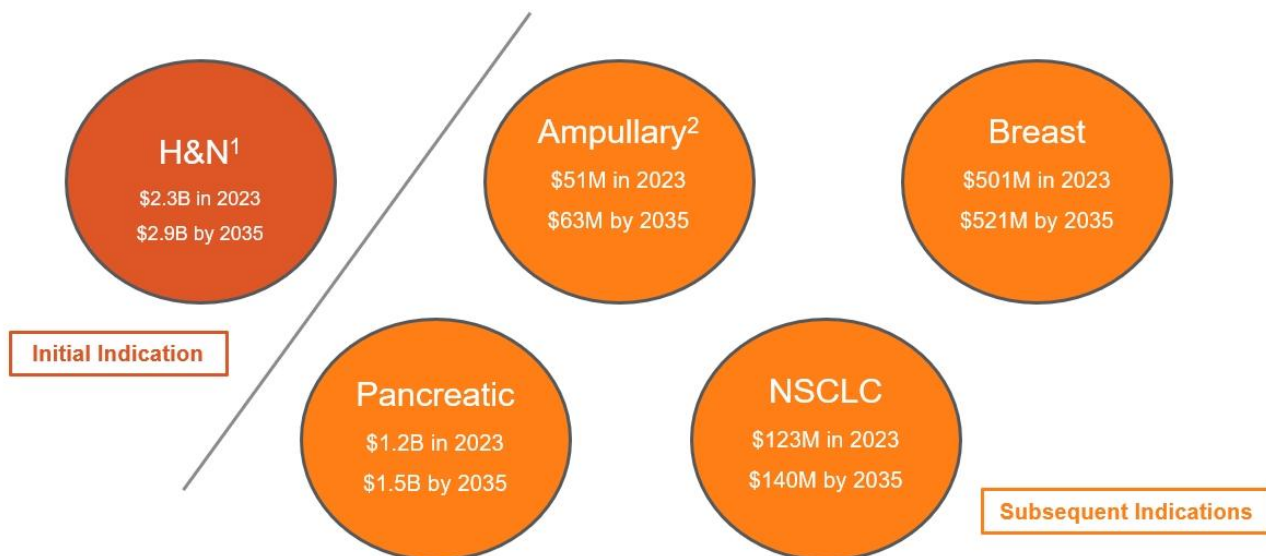 H&N¹
$2.3B in 2023
$2.9B by 2035
Initial Indication
Ampullary²
$51M in 2023
$63M by 2035
Breast
$501M in 2023
$521M by 2035
Pancreatic
$1.2B in 2023
$1.5B by 2035
NSCLC
$123M in 2023
$140M by 2035
Subsequent Indications